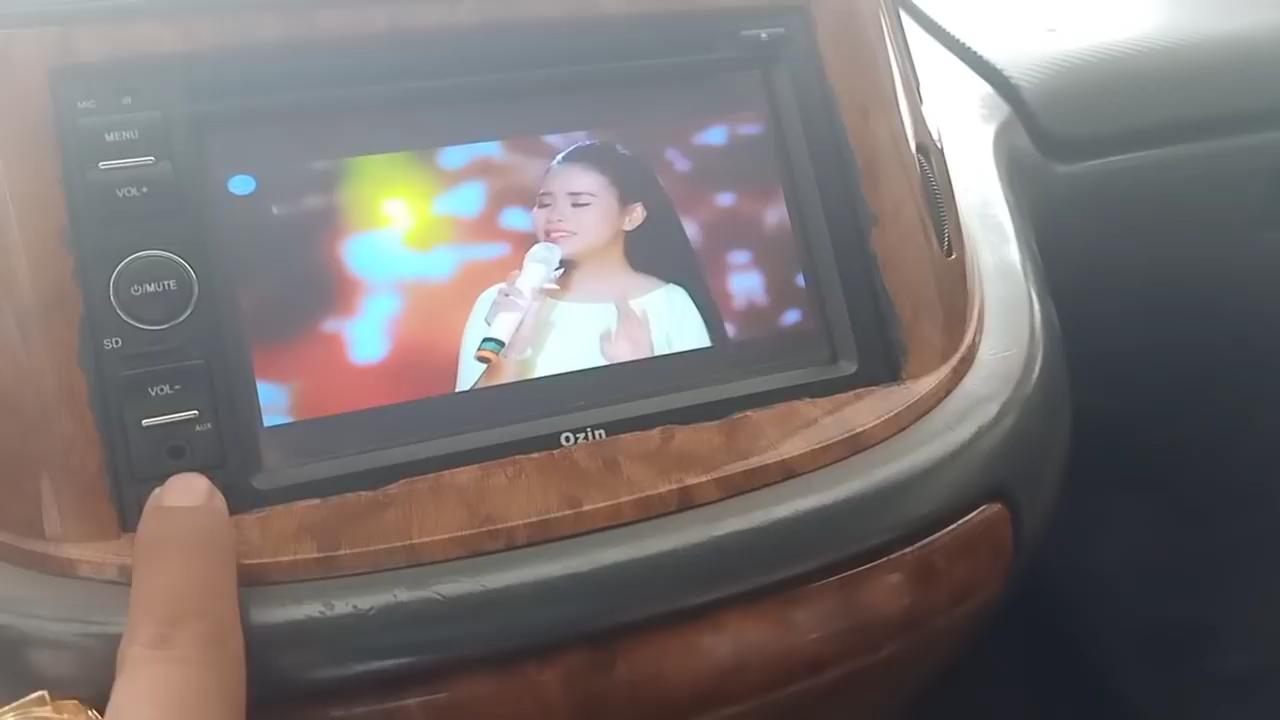 MIC
IR
MENU
VOL+
/MUTE
SD
VOL-
AUX
Ozin